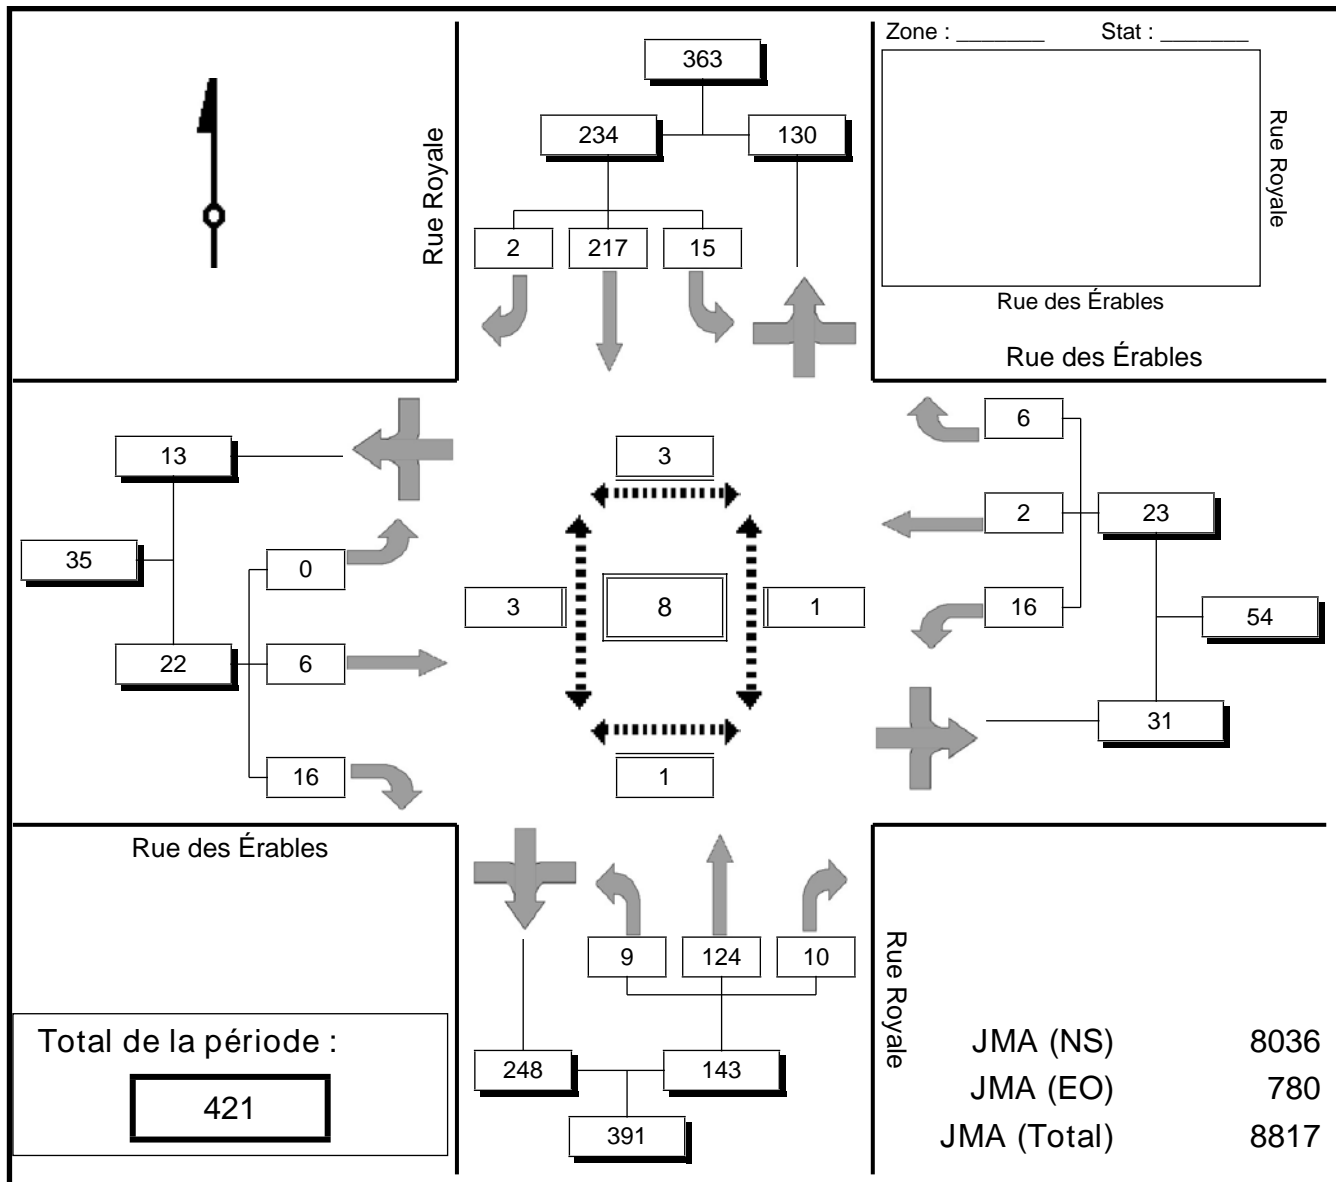 Zone : _______ Stat : _______
363
234
130
Rue Royale
Rue Royale
2
217
15
Rue des Érables
Rue des Érables
6
13
3
2
23
35
0
3
8
1
16
54
22
6
31
16
1
Rue des Érables
9
124
10
Rue Royale
Total de la période :
421
248
143
391
JMA (NS) 8036
JMA (EO) 780
JMA (Total) 8817